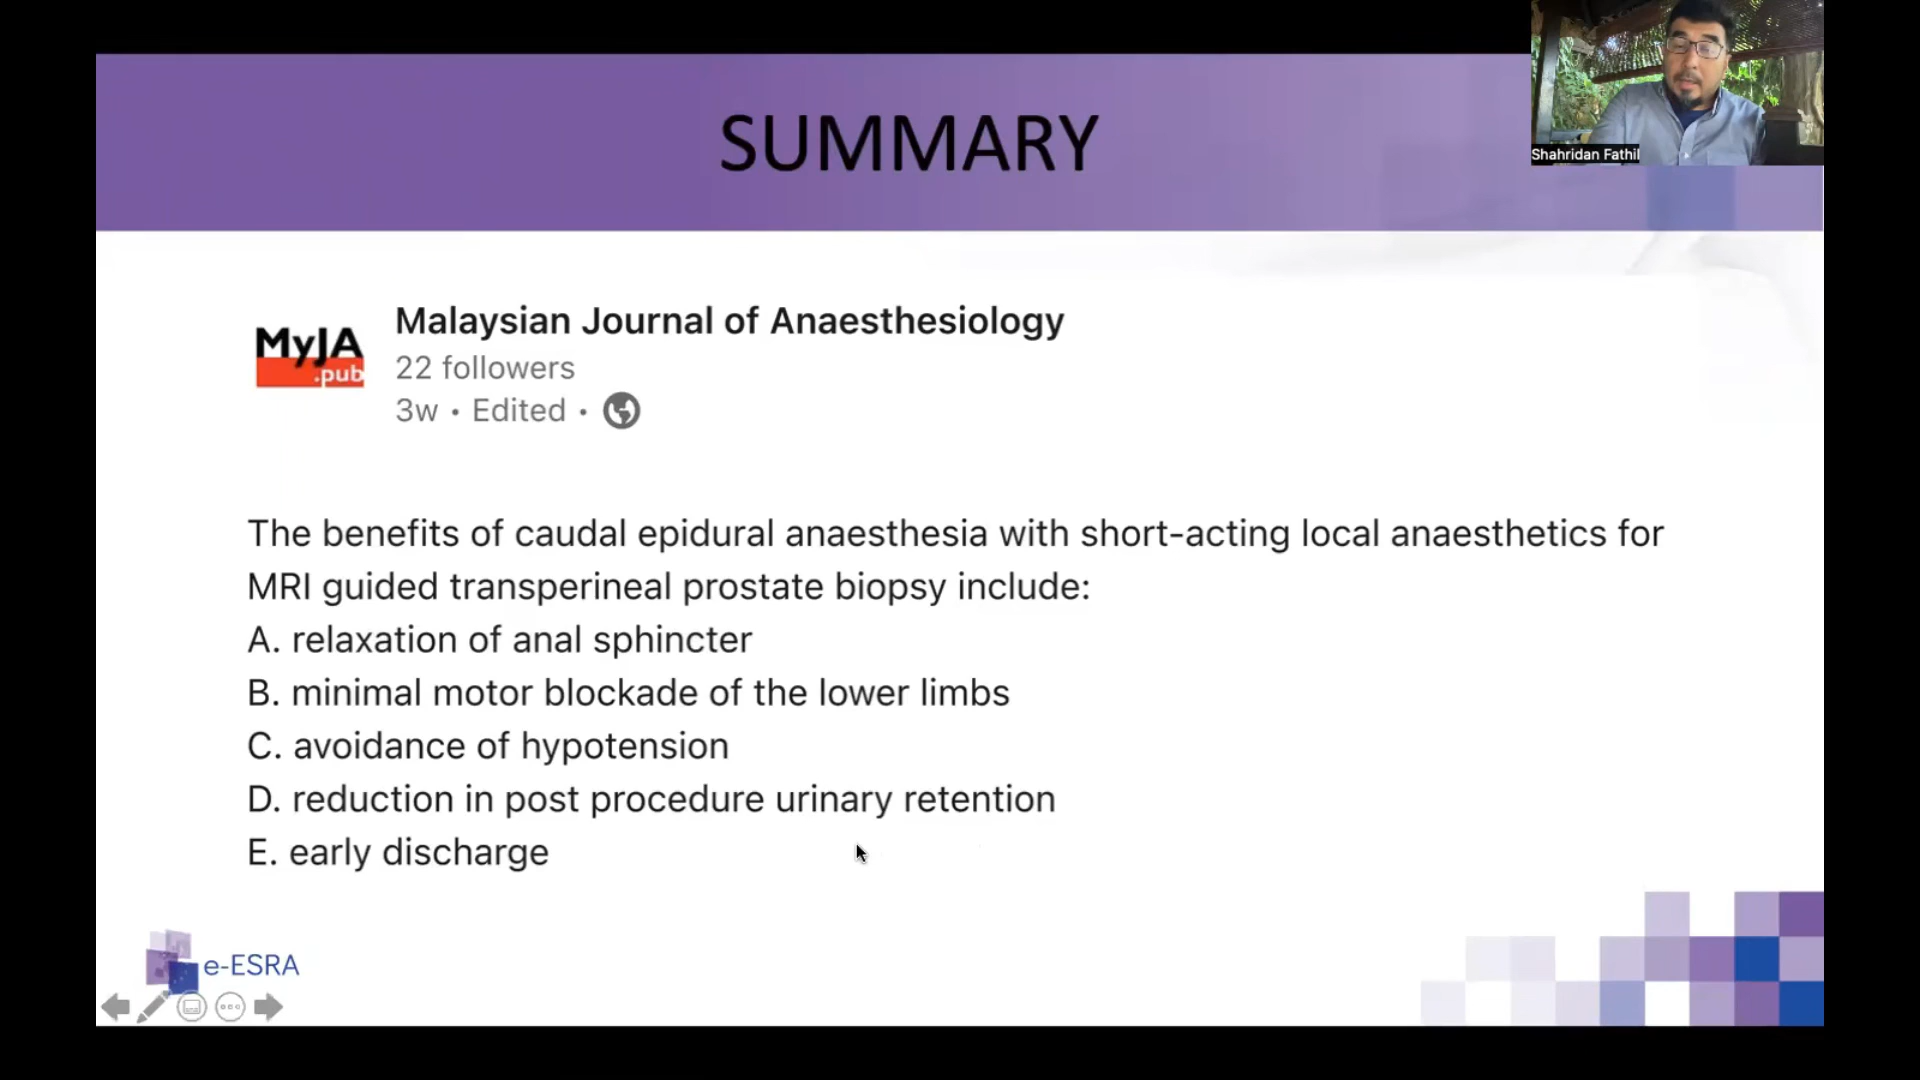 SUMMARY
Shahridan Fathil
MyJA
.pub
Malaysian Journal of Anaesthesiology
22 followers
3w • Edited •
The benefits of caudal epidural anaesthesia with short-acting local anaesthetics for
MRI guided transperineal prostate biopsy include:
A. relaxation of anal sphincter
B. minimal motor blockade of the lower limbs
C. avoidance of hypotension
D. reduction in post procedure urinary retention
E. early discharge
e-ESRA